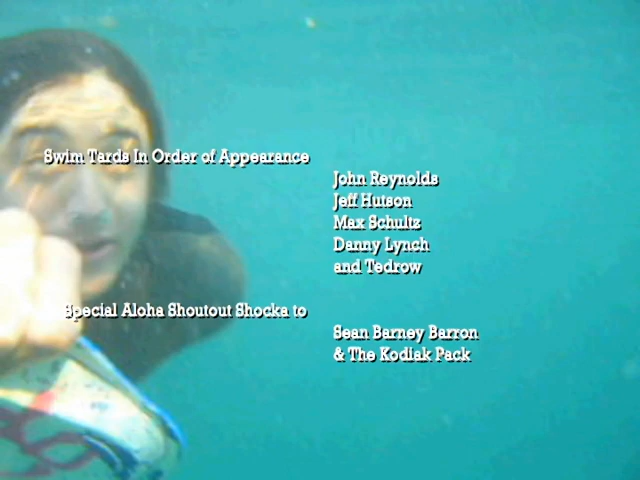 Swim Tards In Order of Appearance
John Reynolds
Jeff Hutson
Max Schultz
Danny Lynch
and Tedrow
Special Aloha Shoutout Shocka to
Sean Barney Barron
& The Kodiak Pack